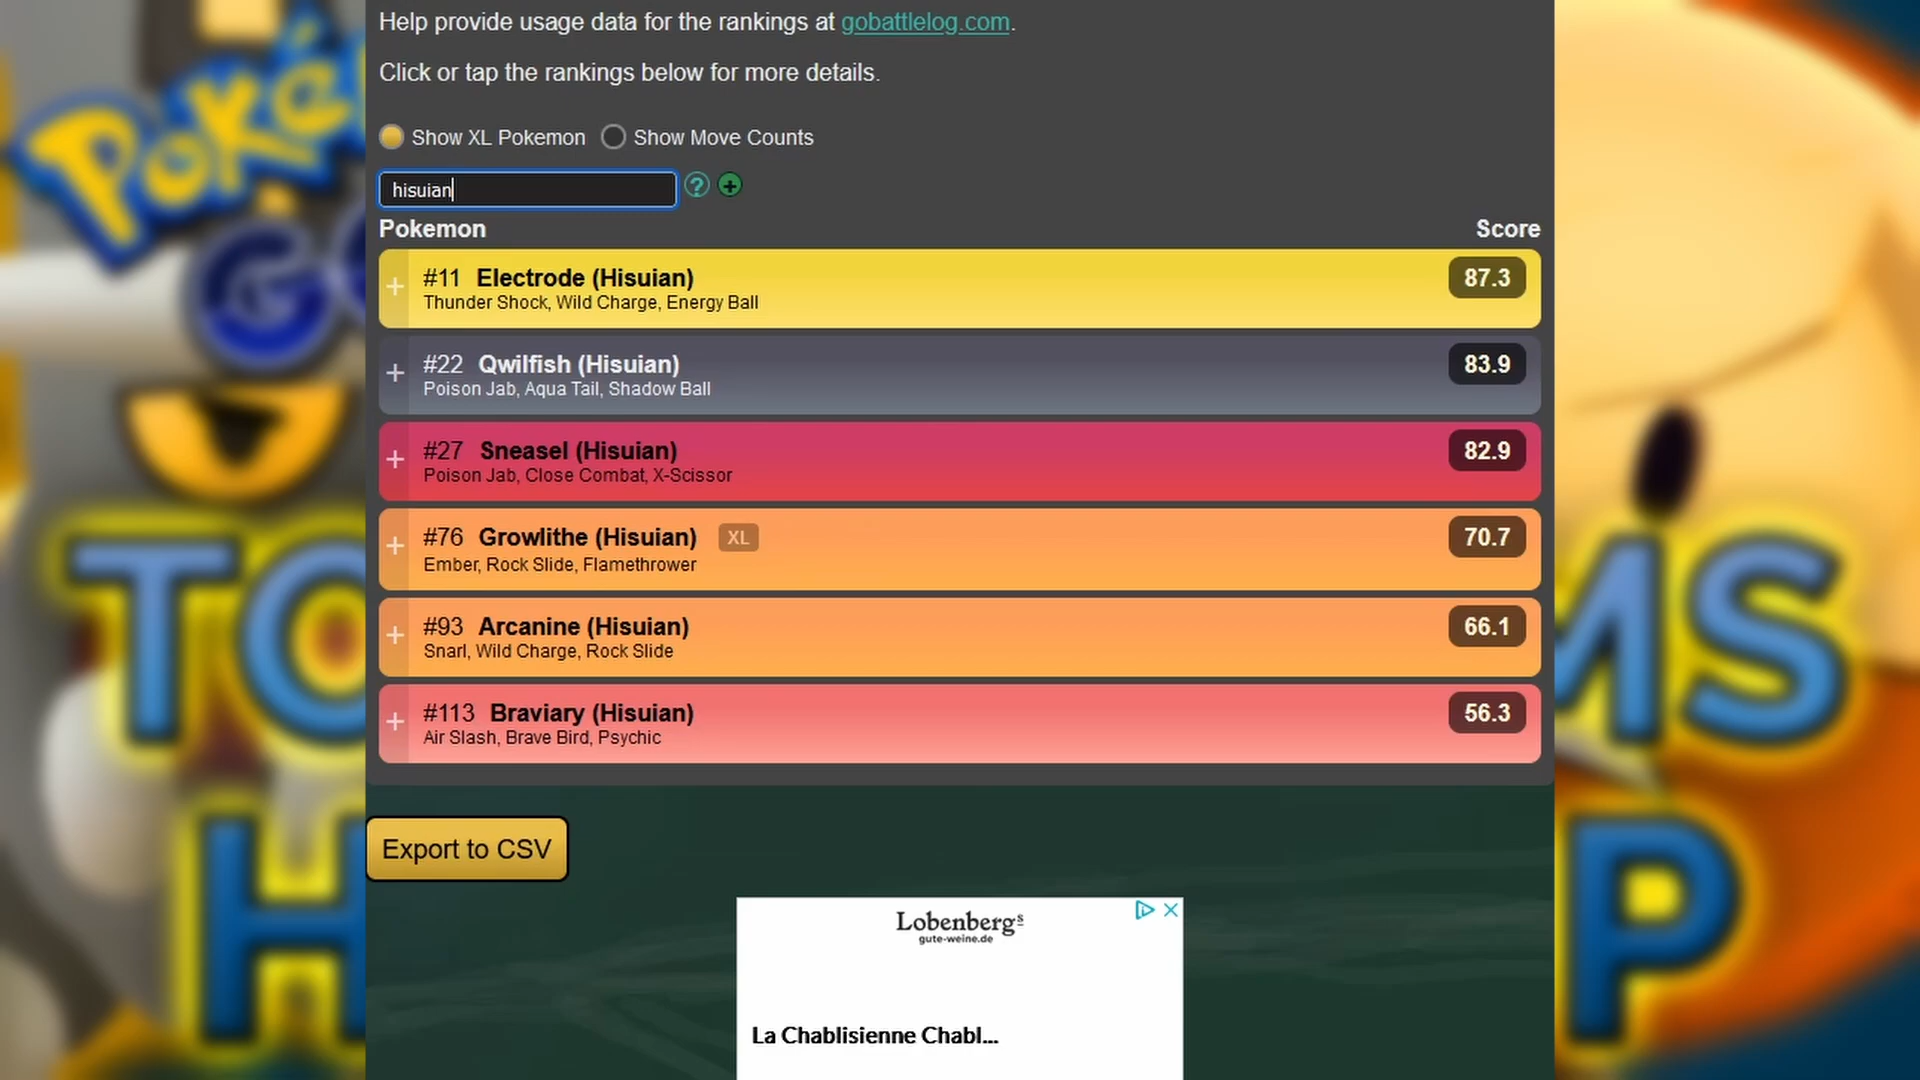 Help provide usage data for the rankings at gobattlelog.com.
Click or tap the rankings below for more details.
Show XL Pokemon Show Move Counts
hisuian
? +
Pokemon Score
+ #11 Electrode (Hisuian) 87.3
Thunder Shock, Wild Charge, Energy Ball
+ #22 Qwilfish (Hisuian) 83.9
Poison Jab, Aqua Tail, Shadow Ball
+ #27 Sneasel (Hisuian) 82.9
Poison Jab, Close Combat, X-Scissor
+ #76 Growlithe (Hisuian) XL 70.7
Ember, Rock Slide, Flamethrower
+ #93 Arcanine (Hisuian) 66.1
Snarl, Wild Charge, Rock Slide
+ #113 Braviary (Hisuian) 56.3
Air Slash, Brave Bird, Psychic
Export to CSV
Lobenbergs
gute-weine.de
La Chablisienne Chabl...
Poké
G
TO
MS
H
P